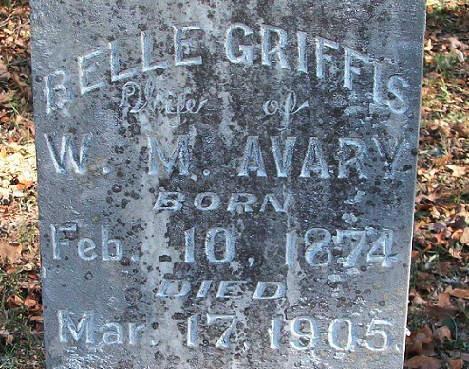 BELLE GRIFFIS
Wife of
W. M. AVARY
BORN
Feb. 10, 1874
DIED
Mar. 17, 1905.